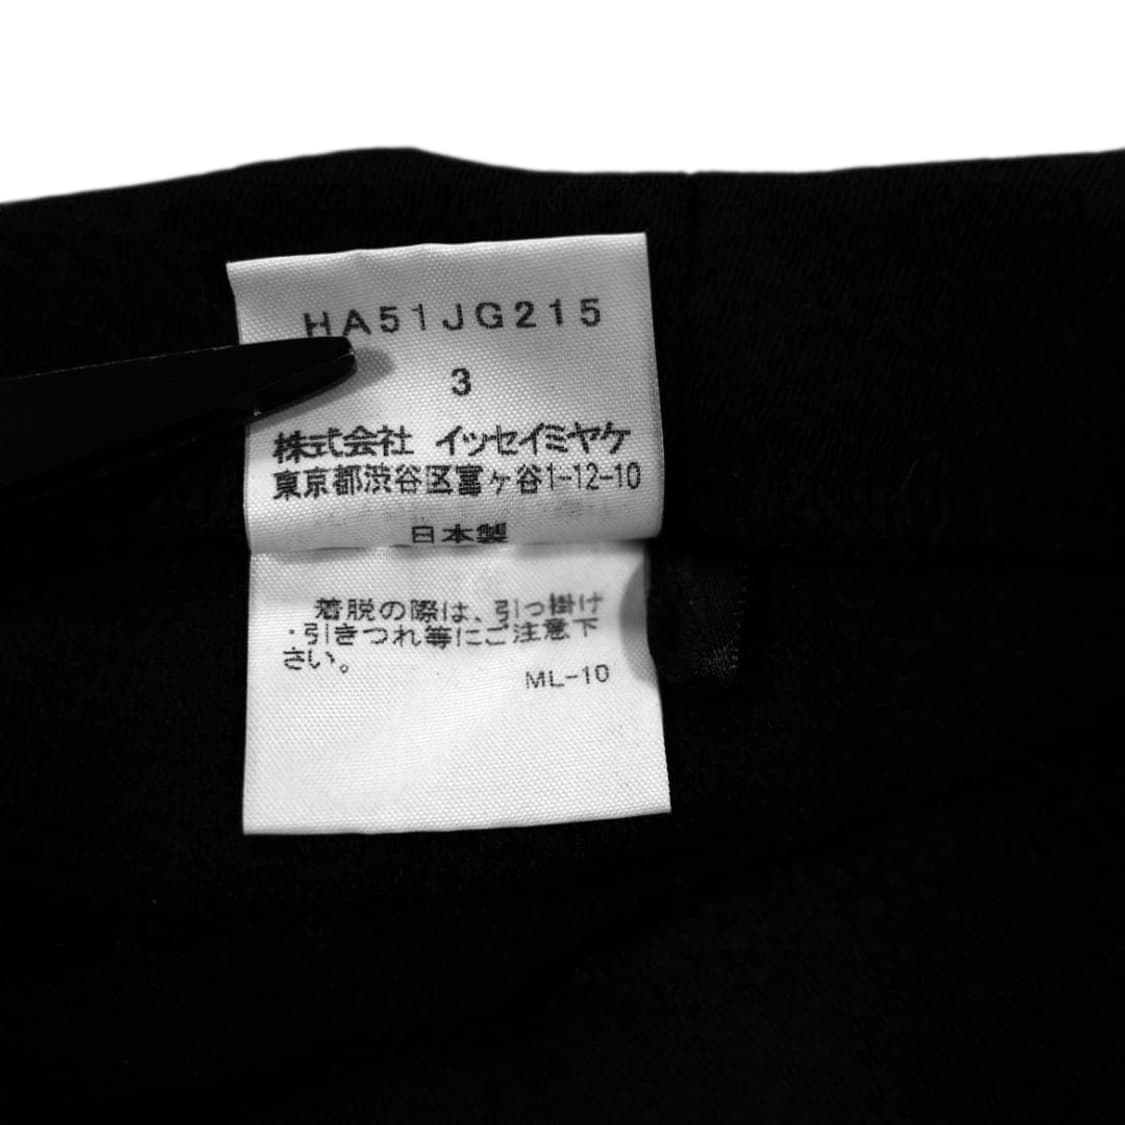 HA51JG215
3
株式会社 イッセイミヤケ
東京都渋谷区富ヶ谷1-12-10
日本製
着脱の際は、引っ掛け
・引きつれ等にご注意下
さい。
ML-10